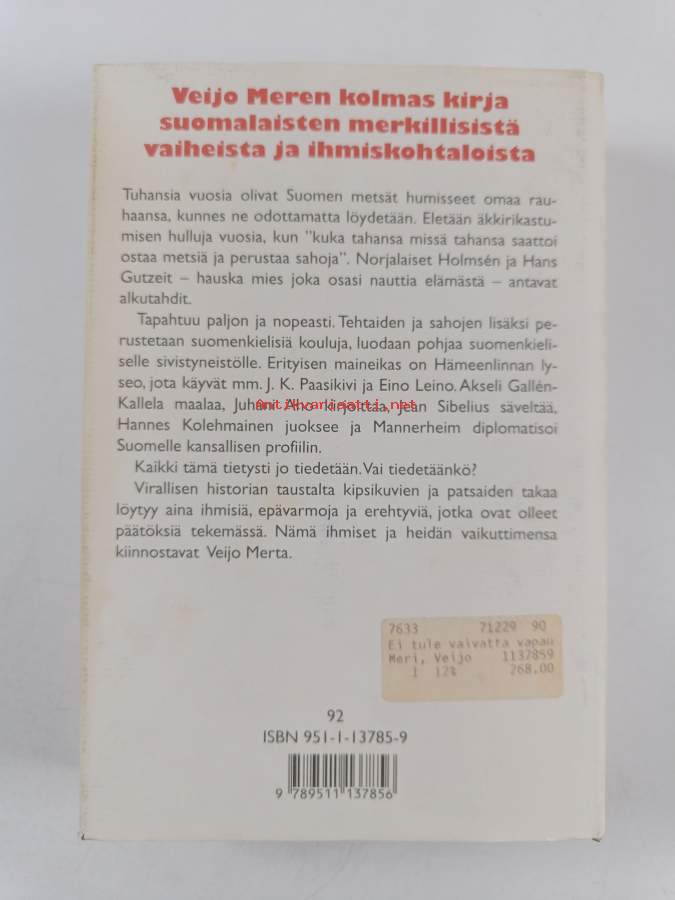 Veijo Meren kolmas kirja
suomalaisten merkillisistä
vaiheista ja ihmiskohtaloista
Tuhansia vuosia olivat Suomen metsät humisseet omaa rau-
haansa, kunnes ne odottamatta löydetään. Eletään äkkirikastu-
misen hulluja vuosia, kun ”kuka tahansa missä tahansa saattoi
ostaa metsiä ja perustaa sahoja”. Norjalaiset Holmsén ja Hans
Gutzeit – hauska mies joka osasi nauttia elämästä – antavat
alkutahdit.
Tapahtuu paljon ja nopeasti. Tehtaiden ja sahojen lisäksi pe-
rustetaan suomenkielisiä kouluja, luodaan pohjaa suomenkieli-
selle sivistyneistölle. Erityisen maineikas on Hämeenlinnan ly-
seo, jota käyvät mm. J. K. Paasikivi ja Eino Leino. Akseli Gallén-
Kallela maalaa, Juhani Aho kirjoittaa, Jean Sibelius säveltää,
Antikvariaatti.net
Hannes Kolehmainen juoksee ja Mannerheim diplomatisoi
Suomelle kansallisen profiilin.
Kaikki tämä tietysti jo tiedetään. Vai tiedetäänkö?
Virallisen historian taustalta kipsikuvien ja patsaiden takaa
löytyy aina ihmisiä, epävarmoja ja erehtyviä, jotka ovat olleet
päätöksiä tekemässä. Nämä ihmiset ja heidän vaikuttimensa
kiinnostavat Veijo Merta.
7633 71229 90
Ei tule vaivatta vapau
Meri, Veijo 1137859
1 12% 268.00
92
ISBN 951-1-13785-9
9 789511 137856